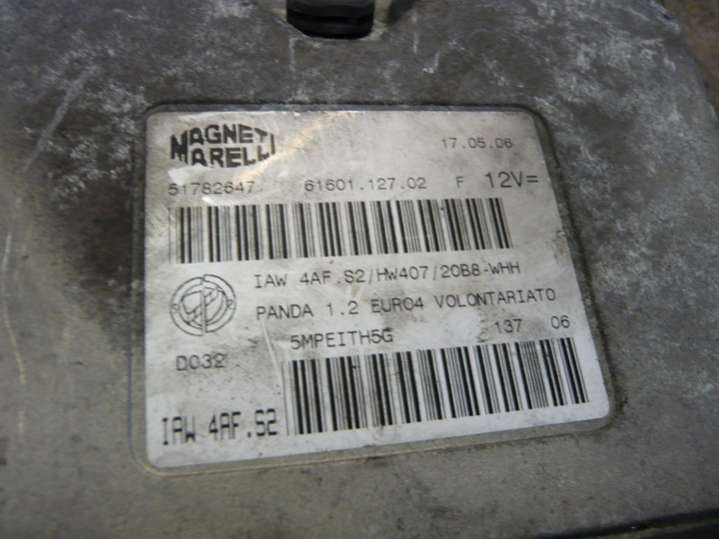 MAGNETI MARELLI 17.05.06
51782647. 61601.127.02 F 12V=
IAW 4AF.S2/HW407/20B8-WHH
PANDA 1.2 EURO4 VOLONTARIATO
5MPEITH5G 137 06
D032
IAW 4AF.S2